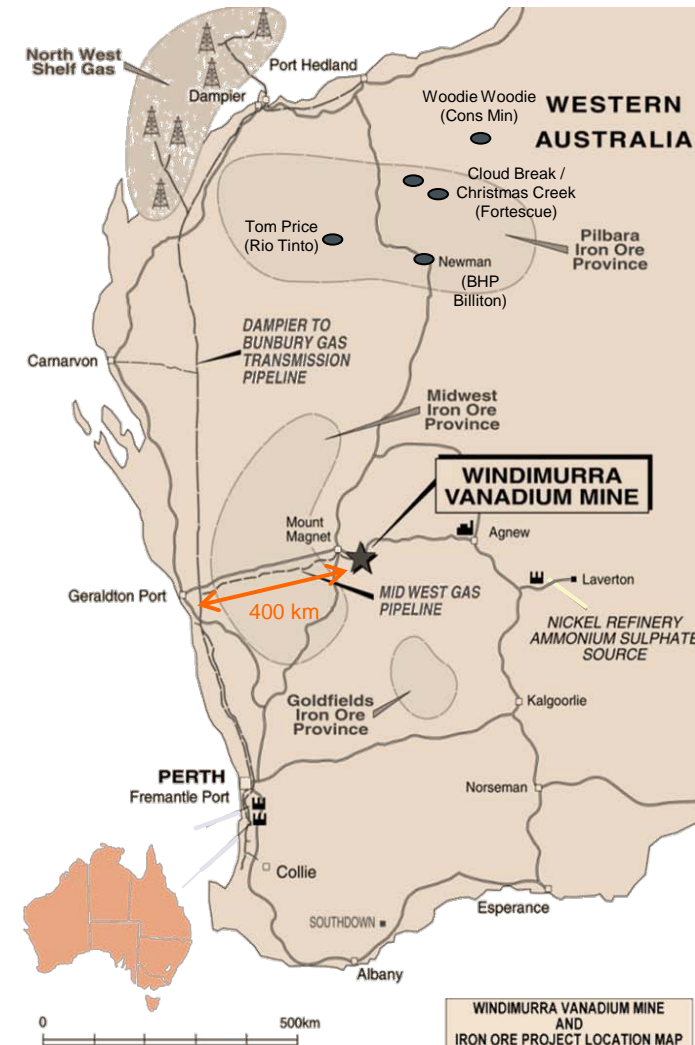 North West
Shelf Gas
Port Hedland
Dampier
Woodie Woodie
(Cons Min)
WESTERN
AUSTRALIA
Cloud Break /
Christmas Creek
(Fortescue)
Tom Price
(Rio Tinto)
Pilbara
Iron Ore
Province
Newman
(BHP
Billiton)
DAMPIER TO
BUNBURY GAS
TRANSMISSION
PIPELINE
Carnarvon
Midwest
Iron Ore
Province
WINDIMURRA
VANADIUM MINE
Mount
Magnet
Agnew
Laverton
Geraldton Port
400 km
MID WEST GAS
PIPELINE
NICKEL REFINERY
AMMONIUM SULPHATE
SOURCE
Goldfields
Iron Ore
Province
Kalgoorlie
PERTH
Fremantle Port
Norseman
Collie
Esperance
SOUTHDOWN
Albany
0
500km
WINDIMURRA VANADIUM MINE
AND
IRON ORE PROJECT LOCATION MAP